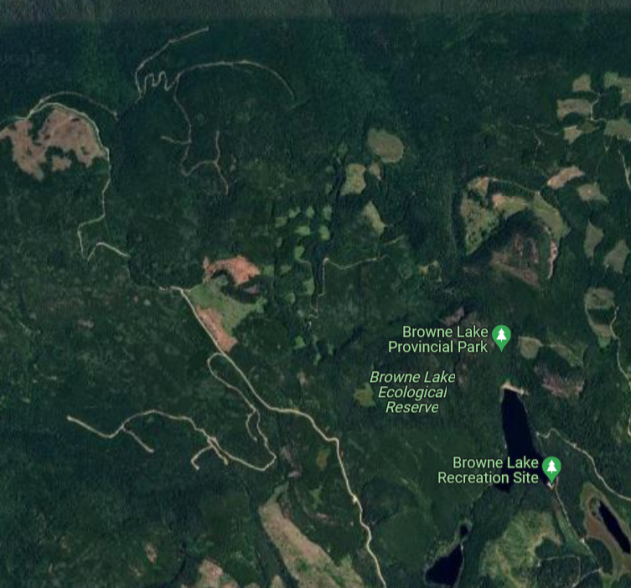 Browne Lake
Provincial Park
Browne Lake
Ecological
Reserve
Browne Lake
Recreation Site